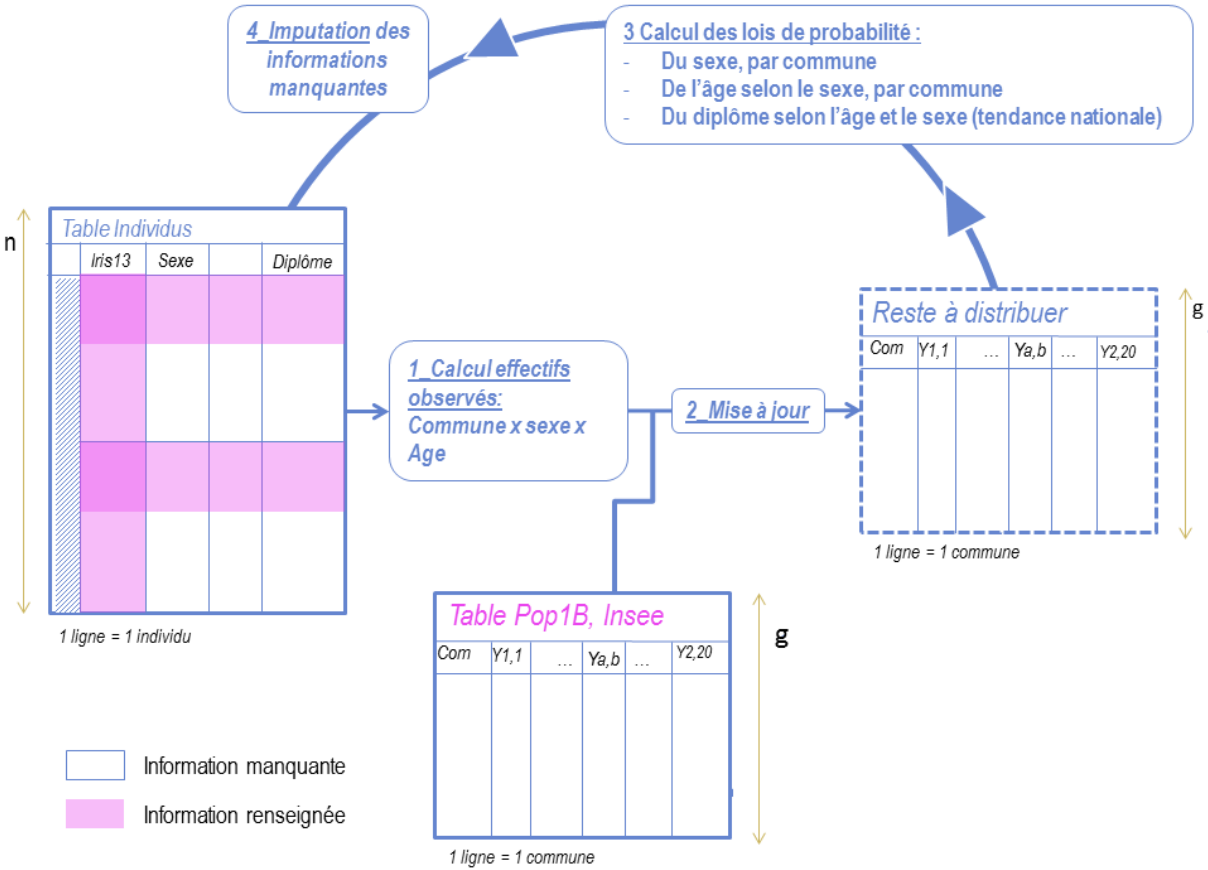 4_Imputation des
informations
manquantes
3 Calcul des lois de probabilité :
- Du sexe, par commune
- De l'âge selon le sexe, par commune
- Du diplôme selon l'âge et le sexe (tendance nationale)
n
Table Individus
Iris13 Sexe Diplôme
1 ligne = 1 individu
1_Calcul effectifs
observés:
Commune x sexe x
Age
2_Mise à jour
Reste à distribuer
Com Y1,1 ... Ya,b ... Y2,20
1 ligne = 1 commune
g
Table Pop1B, Insee
Com Y1,1 ... Ya,b ... Y2,20
1 ligne = 1 commune
g
Information manquante
Information renseignée